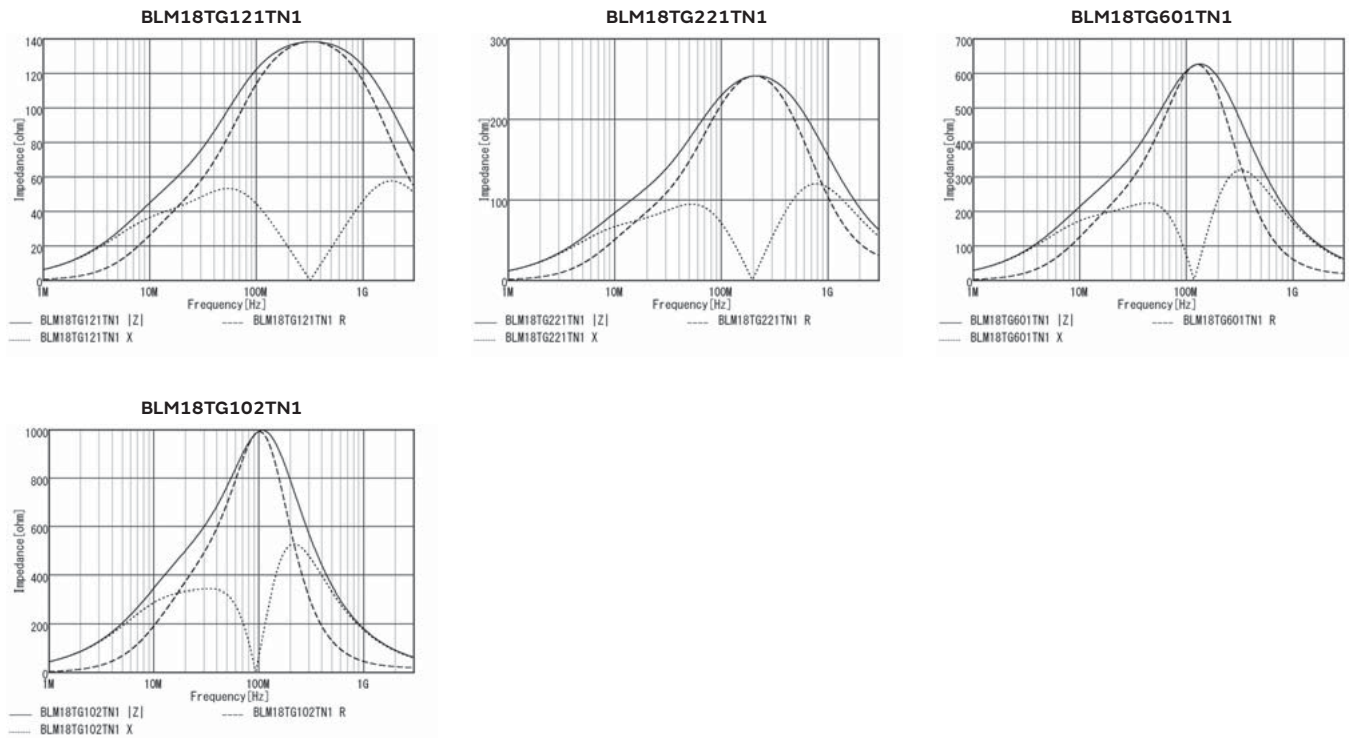 BLM18TG121TN1
140
120
100
80
60
40
20
0
Impedance[ohm]
1M 10M 100M 1G
Frequency[Hz]
BLM18TG121TN1 |Z| BLM18TG121TN1 R
BLM18TG121TN1 X
BLM18TG221TN1
300
200
100
0
Impedance[ohm]
1M 10M 100M 1G
Frequency[Hz]
BLM18TG221TN1 |Z| BLM18TG221TN1 R
BLM18TG221TN1 X
BLM18TG601TN1
700
600
500
400
300
200
100
0
Impedance[ohm]
1M 10M 100M 1G
Frequency[Hz]
BLM18TG601TN1 |Z| BLM18TG601TN1 R
BLM18TG601TN1 X
BLM18TG102TN1
1000
800
600
400
200
0
Impedance[ohm]
1M 10M 100M 1G
Frequency[Hz]
BLM18TG102TN1 |Z| BLM18TG102TN1 R
BLM18TG102TN1 X